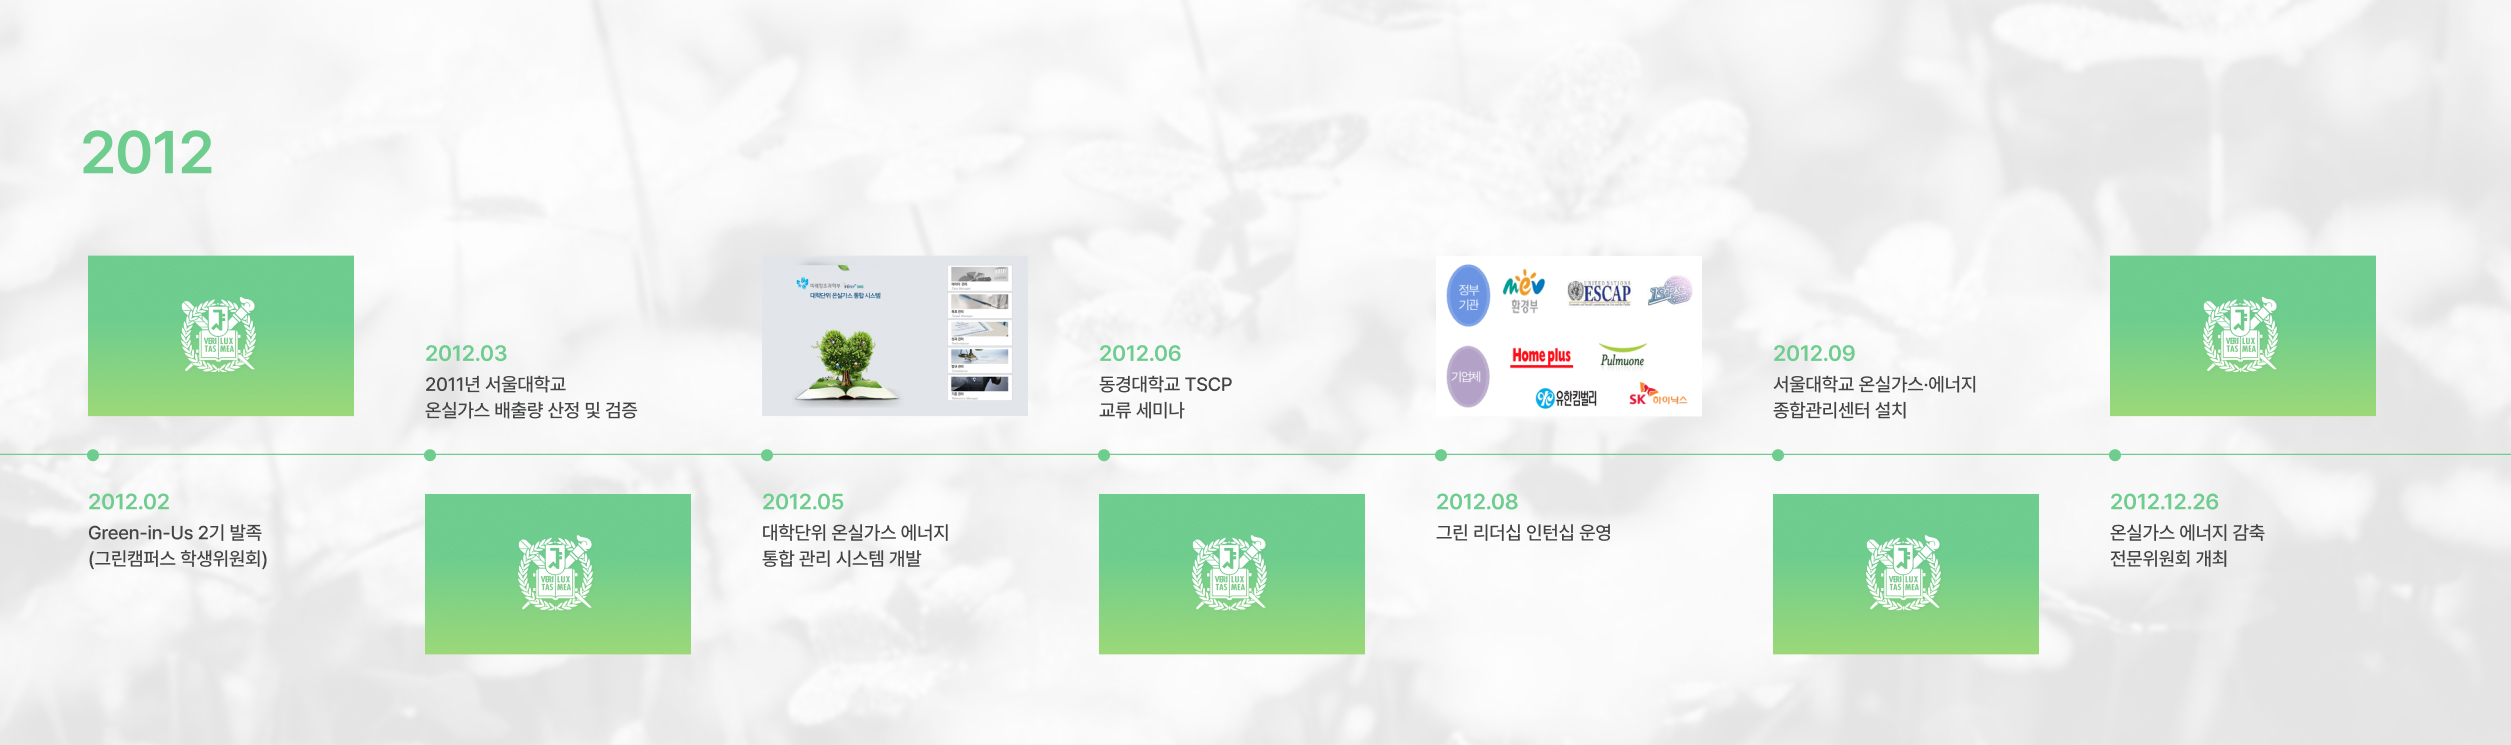 2012
VERI LUX
TAS MEA
2012.02
Green-in-Us 2기 발족
(그린캠퍼스 학생위원회)
2012.03
2011년 서울대학교
온실가스 배출량 산정 및 검증
VERI LUX
TAS MEA
대학단위 온실가스 통합 시스템
2012.05
대학단위 온실가스 에너지
통합 관리 시스템 개발
2012.06
동경대학교 TSCP
교류 세미나
VERI LUX
TAS MEA
정부
기관
mev
환경부
UNITED NATIONS
ESCAP
기업체
Home plus
Pulmuone
유한킴벌리
SK 하이닉스
2012.08
그린 리더십 인턴십 운영
2012.09
서울대학교 온실가스·에너지
종합관리센터 설치
VERI LUX
TAS MEA
VERI LUX
TAS MEA
2012.12.26
온실가스 에너지 감축
전문위원회 개최